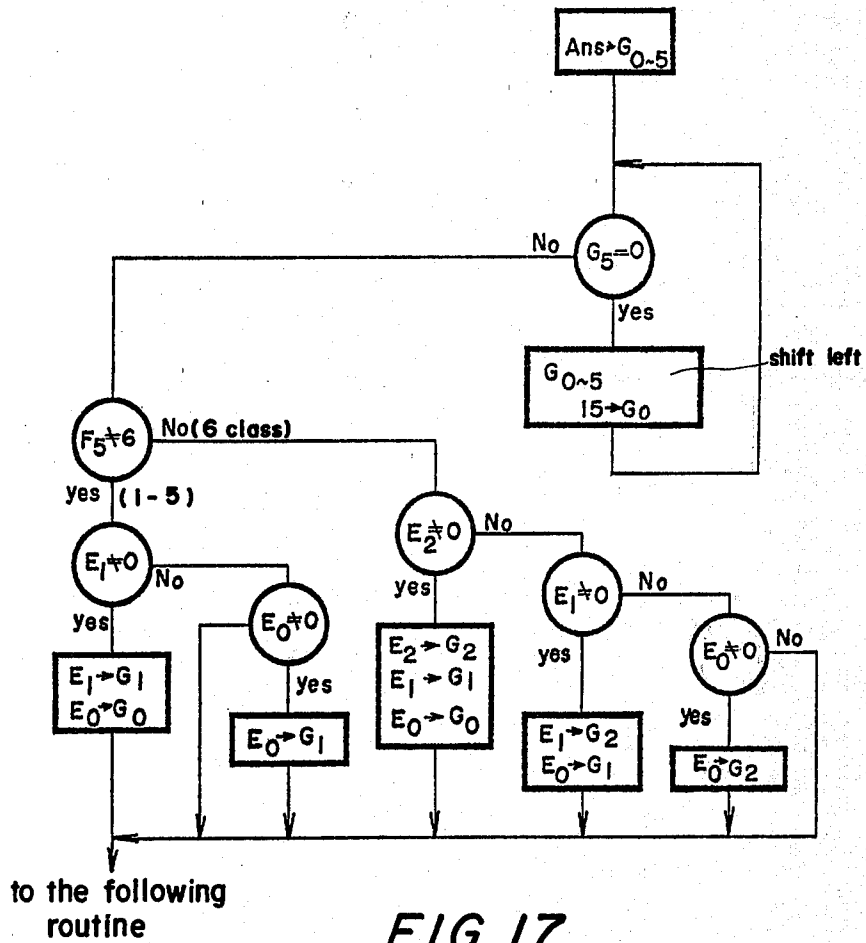 Ans→G0~5
No
G5=0
yes
G0~5
15→G0
shift left
F5≠6
No(6 class)
yes (1-5)
E1≠0
No
yes
E1→G1
E0→G0
E0≠0
yes
E0→G1
E2≠0
No
yes
E2→G2
E1→G1
E0→G0
E1≠0
No
yes
E1→G2
E0→G1
E0≠0
No
yes
E0→G2
to the following
routine
FIG 17